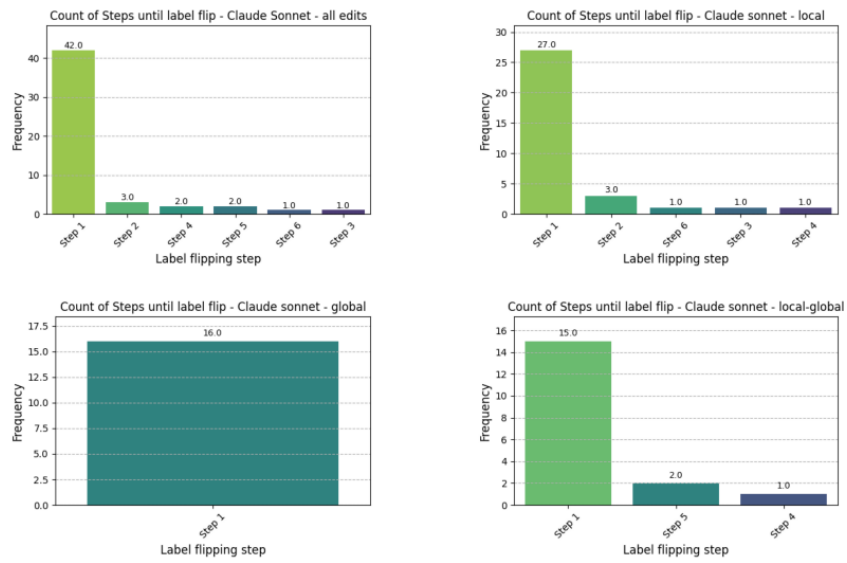 Count of Steps until label flip - Claude Sonnet - all edits
42.0
3.0
2.0
2.0
1.0
1.0
40
30
20
10
0
Frequency
Step 1
Step 2
Step 4
Step 5
Step 6
Step 3
Label flipping step
Count of Steps until label flip - Claude Sonnet - local
27.0
3.0
1.0
1.0
1.0
30
25
20
15
10
5
0
Frequency
Step 1
Step 2
Step 6
Step 3
Step 4
Label flipping step
Count of Steps until label flip - Claude sonnet - global
16.0
17.5
15.0
12.5
10.0
7.5
5.0
2.5
0.0
Frequency
Step 1
Label flipping step
Count of Steps until label flip - Claude sonnet - local-global
15.0
2.0
1.0
16
14
12
10
8
6
4
2
0
Frequency
Step 1
Step 5
Step 4
Label flipping step